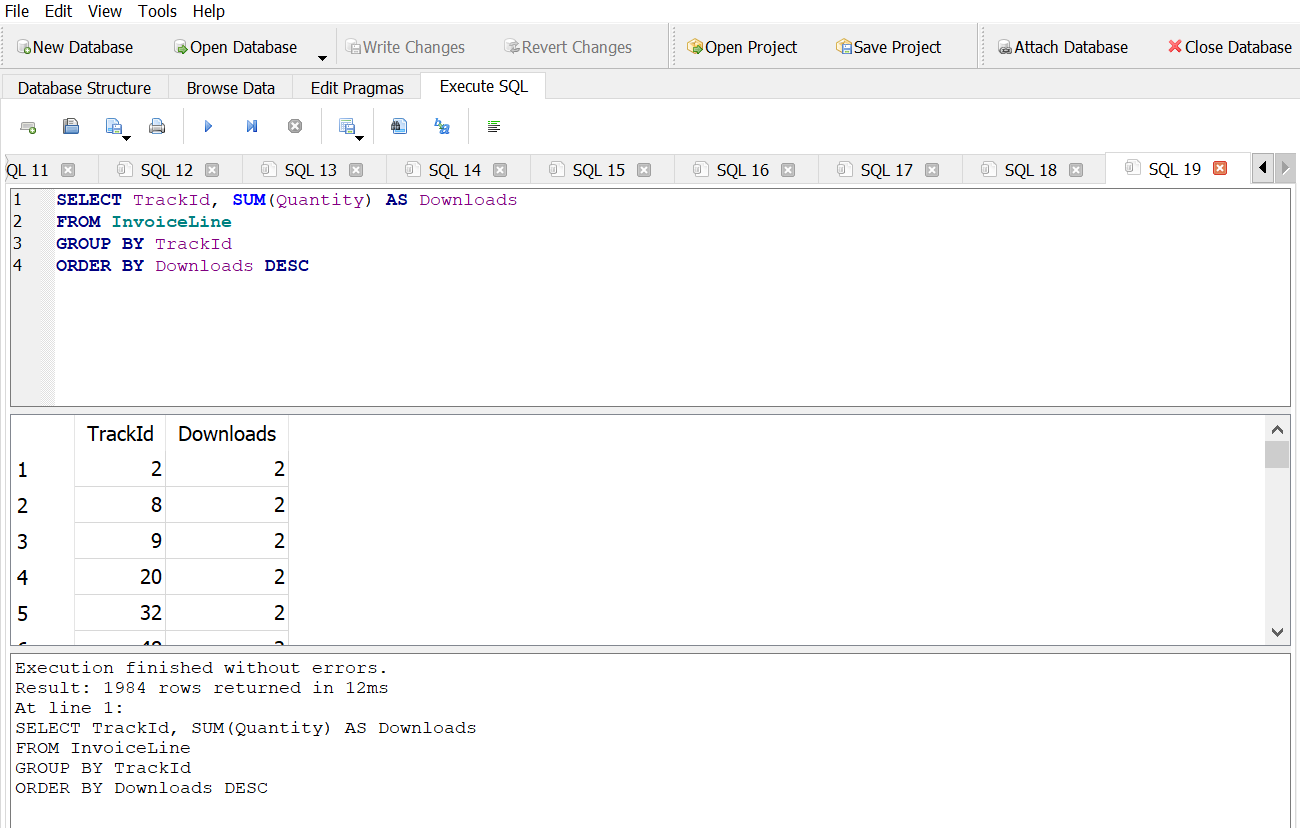 File Edit View Tools Help
New Database Open Database Write Changes Revert Changes Open Project Save Project Attach Database Close Database
Database Structure Browse Data Edit Pragmas Execute SQL
QL 11 SQL 12 SQL 13 SQL 14 SQL 15 SQL 16 SQL 17 SQL 18 SQL 19
1 SELECT TrackId, SUM(Quantity) AS Downloads
2 FROM InvoiceLine
3 GROUP BY TrackId
4 ORDER BY Downloads DESC
TrackId Downloads
1 2 2
2 8 2
3 9 2
4 20 2
5 32 2
Execution finished without errors.
Result: 1984 rows returned in 12ms
At line 1:
SELECT TrackId, SUM(Quantity) AS Downloads
FROM InvoiceLine
GROUP BY TrackId
ORDER BY Downloads DESC